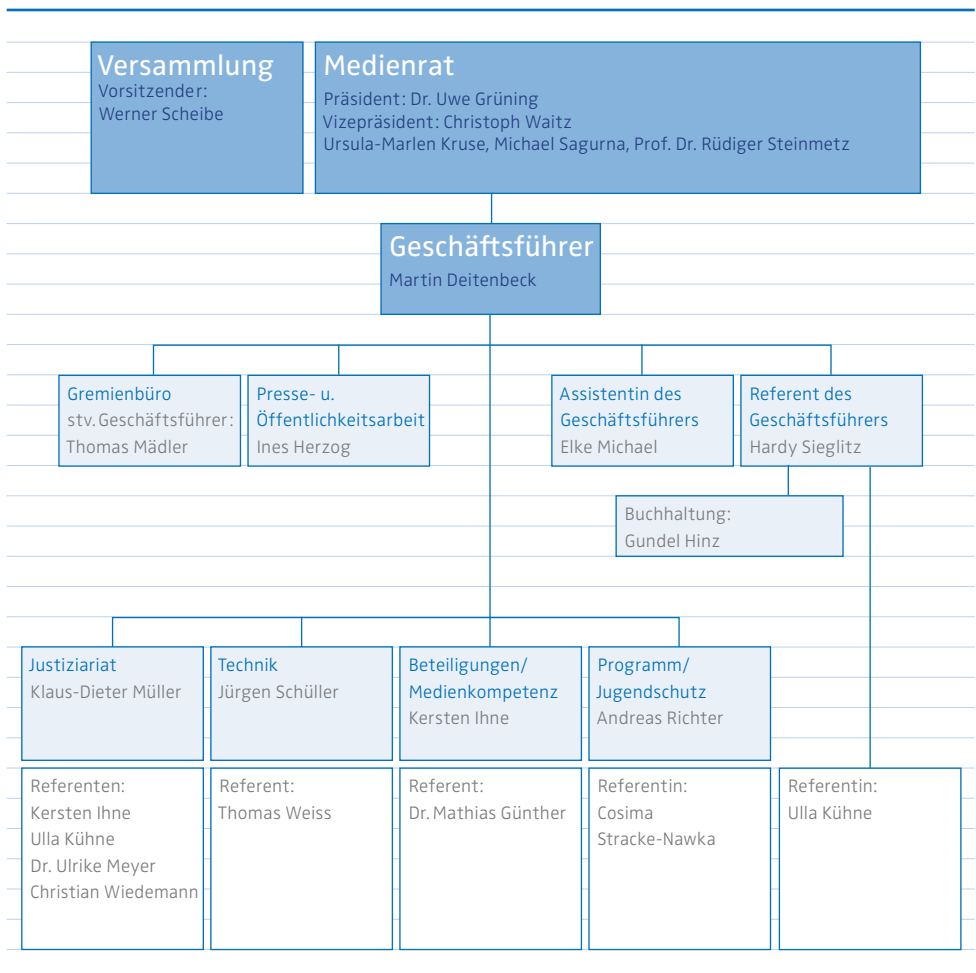 Versammlung
Vorsitzender:
Werner Scheibe
Medienrat
Präsident: Dr. Uwe Grüning
Vizepräsident: Christoph Waitz
Ursula-Marlen Kruse, Michael Sagurna, Prof. Dr. Rüdiger Steinmetz
Geschäftsführer
Martin Deitenbeck
Gremienbüro
stv. Geschäftsführer:
Thomas Mädler
Presse- u.
Öffentlichkeitsarbeit
Ines Herzog
Assistentin des
Geschäftsführers
Elke Michael
Referent des
Geschäftsführers
Hardy Sieglitz
Buchhaltung:
Gundel Hinz
Justiziariat
Klaus-Dieter Müller
Technik
Jürgen Schüller
Beteiligungen/
Medienkompetenz
Kersten Ihne
Programm/
Jugendschutz
Andreas Richter
Referenten:
Kersten Ihne
Ulla Kühne
Dr. Ulrike Meyer
Christian Wiedemann
Referent:
Thomas Weiss
Referent:
Dr. Mathias Günther
Referentin:
Cosima
Stracke-Nawka
Referentin:
Ulla Kühne